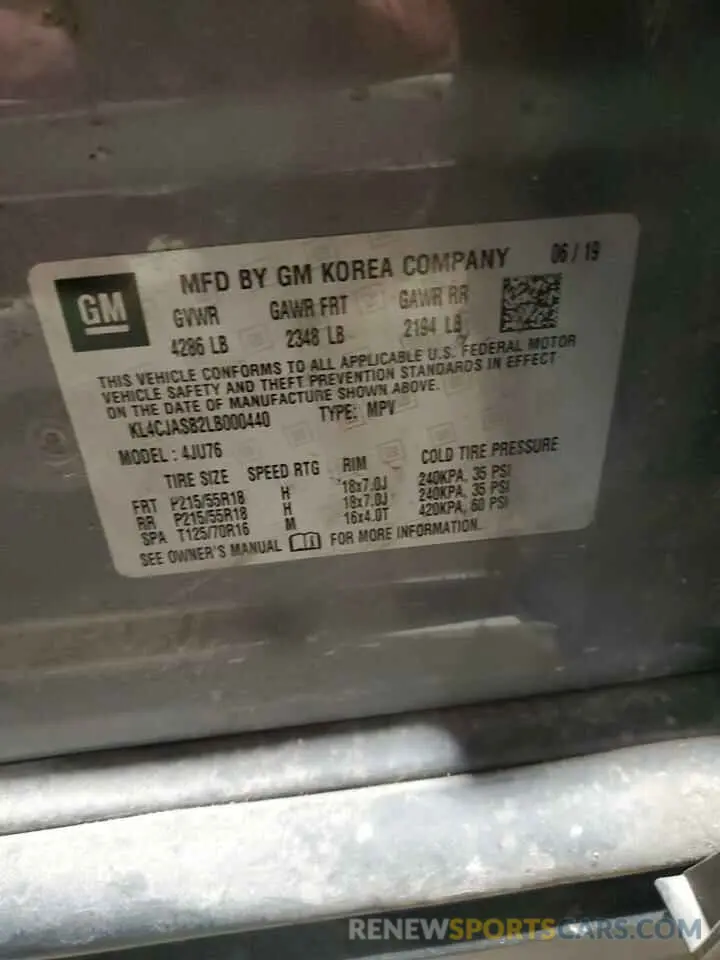 MFD BY GM KOREA COMPANY 06 / 19
GM
GVWR GAWR FRT GAWR RR
4286 LB 2348 LB 2194 LB
THIS VEHICLE CONFORMS TO ALL APPLICABLE U.S. FEDERAL MOTOR
VEHICLE SAFETY AND THEFT PREVENTION STANDARDS IN EFFECT
ON THE DATE OF MANUFACTURE SHOWN ABOVE.
KL4CJASB2LB000440 TYPE: MPV
MODEL: 4JU76
TIRE SIZE SPEED RTG RIM COLD TIRE PRESSURE
FRT P215/55R18 H 18x7.0J 240KPA, 35 PSI
RR P215/55R18 H 18x7.0J 240KPA, 35 PSI
SPA T125/70R16 M 16x4.0T 420KPA, 60 PSI
SEE OWNER'S MANUAL FOR MORE INFORMATION.
RENEWSPORTSCARS.COM